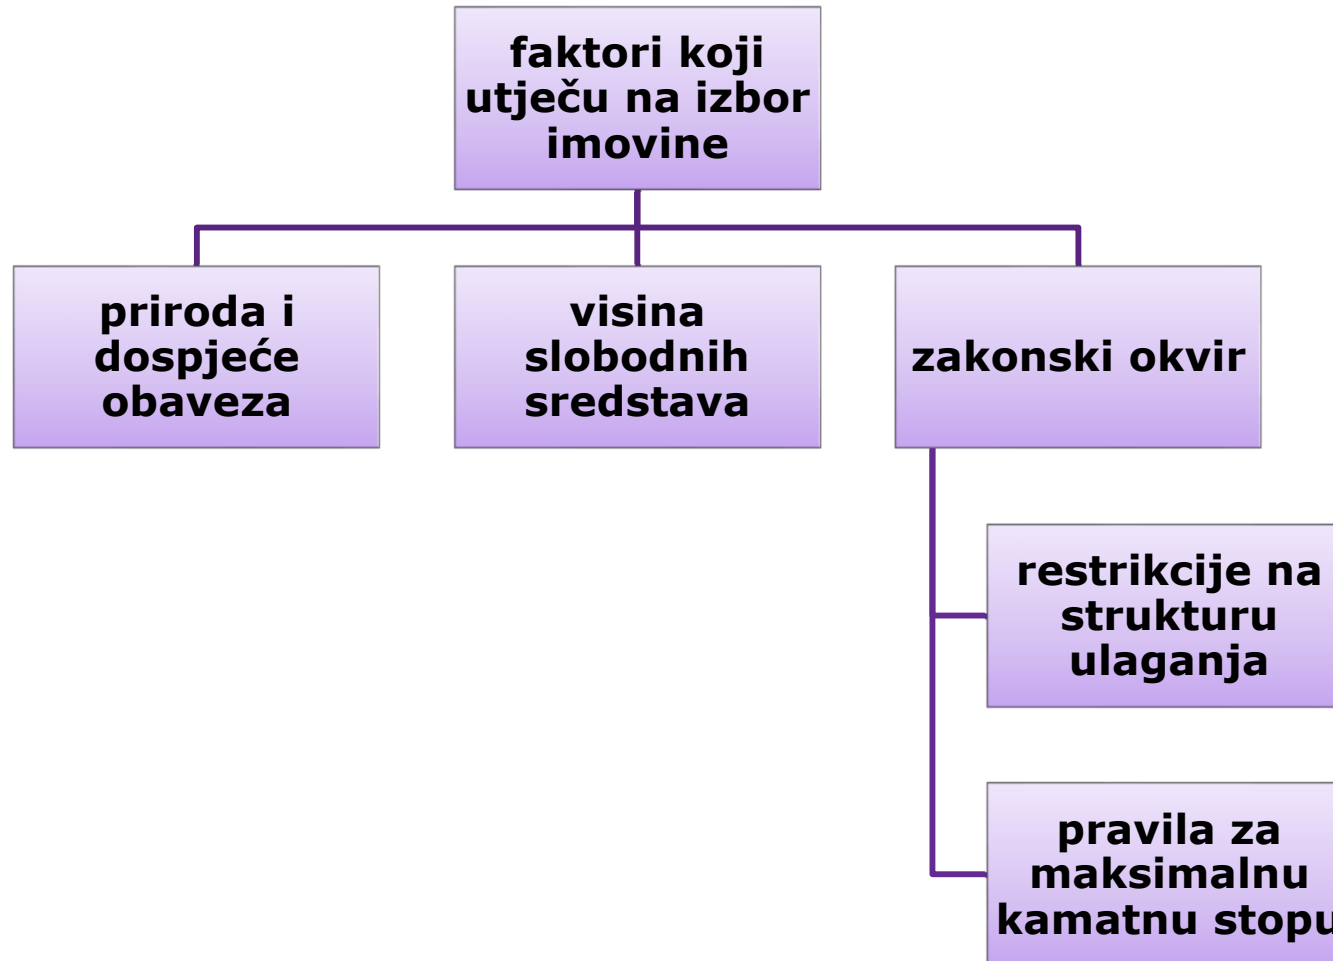 faktori koji
utječu na izbor
imovine
priroda i
dospjeće
obaveza
visina
slobodnih
sredstava
zakonski okvir
restrikcije na
strukturu
ulaganja
pravila za
maksimalnu
kamatnu stopu